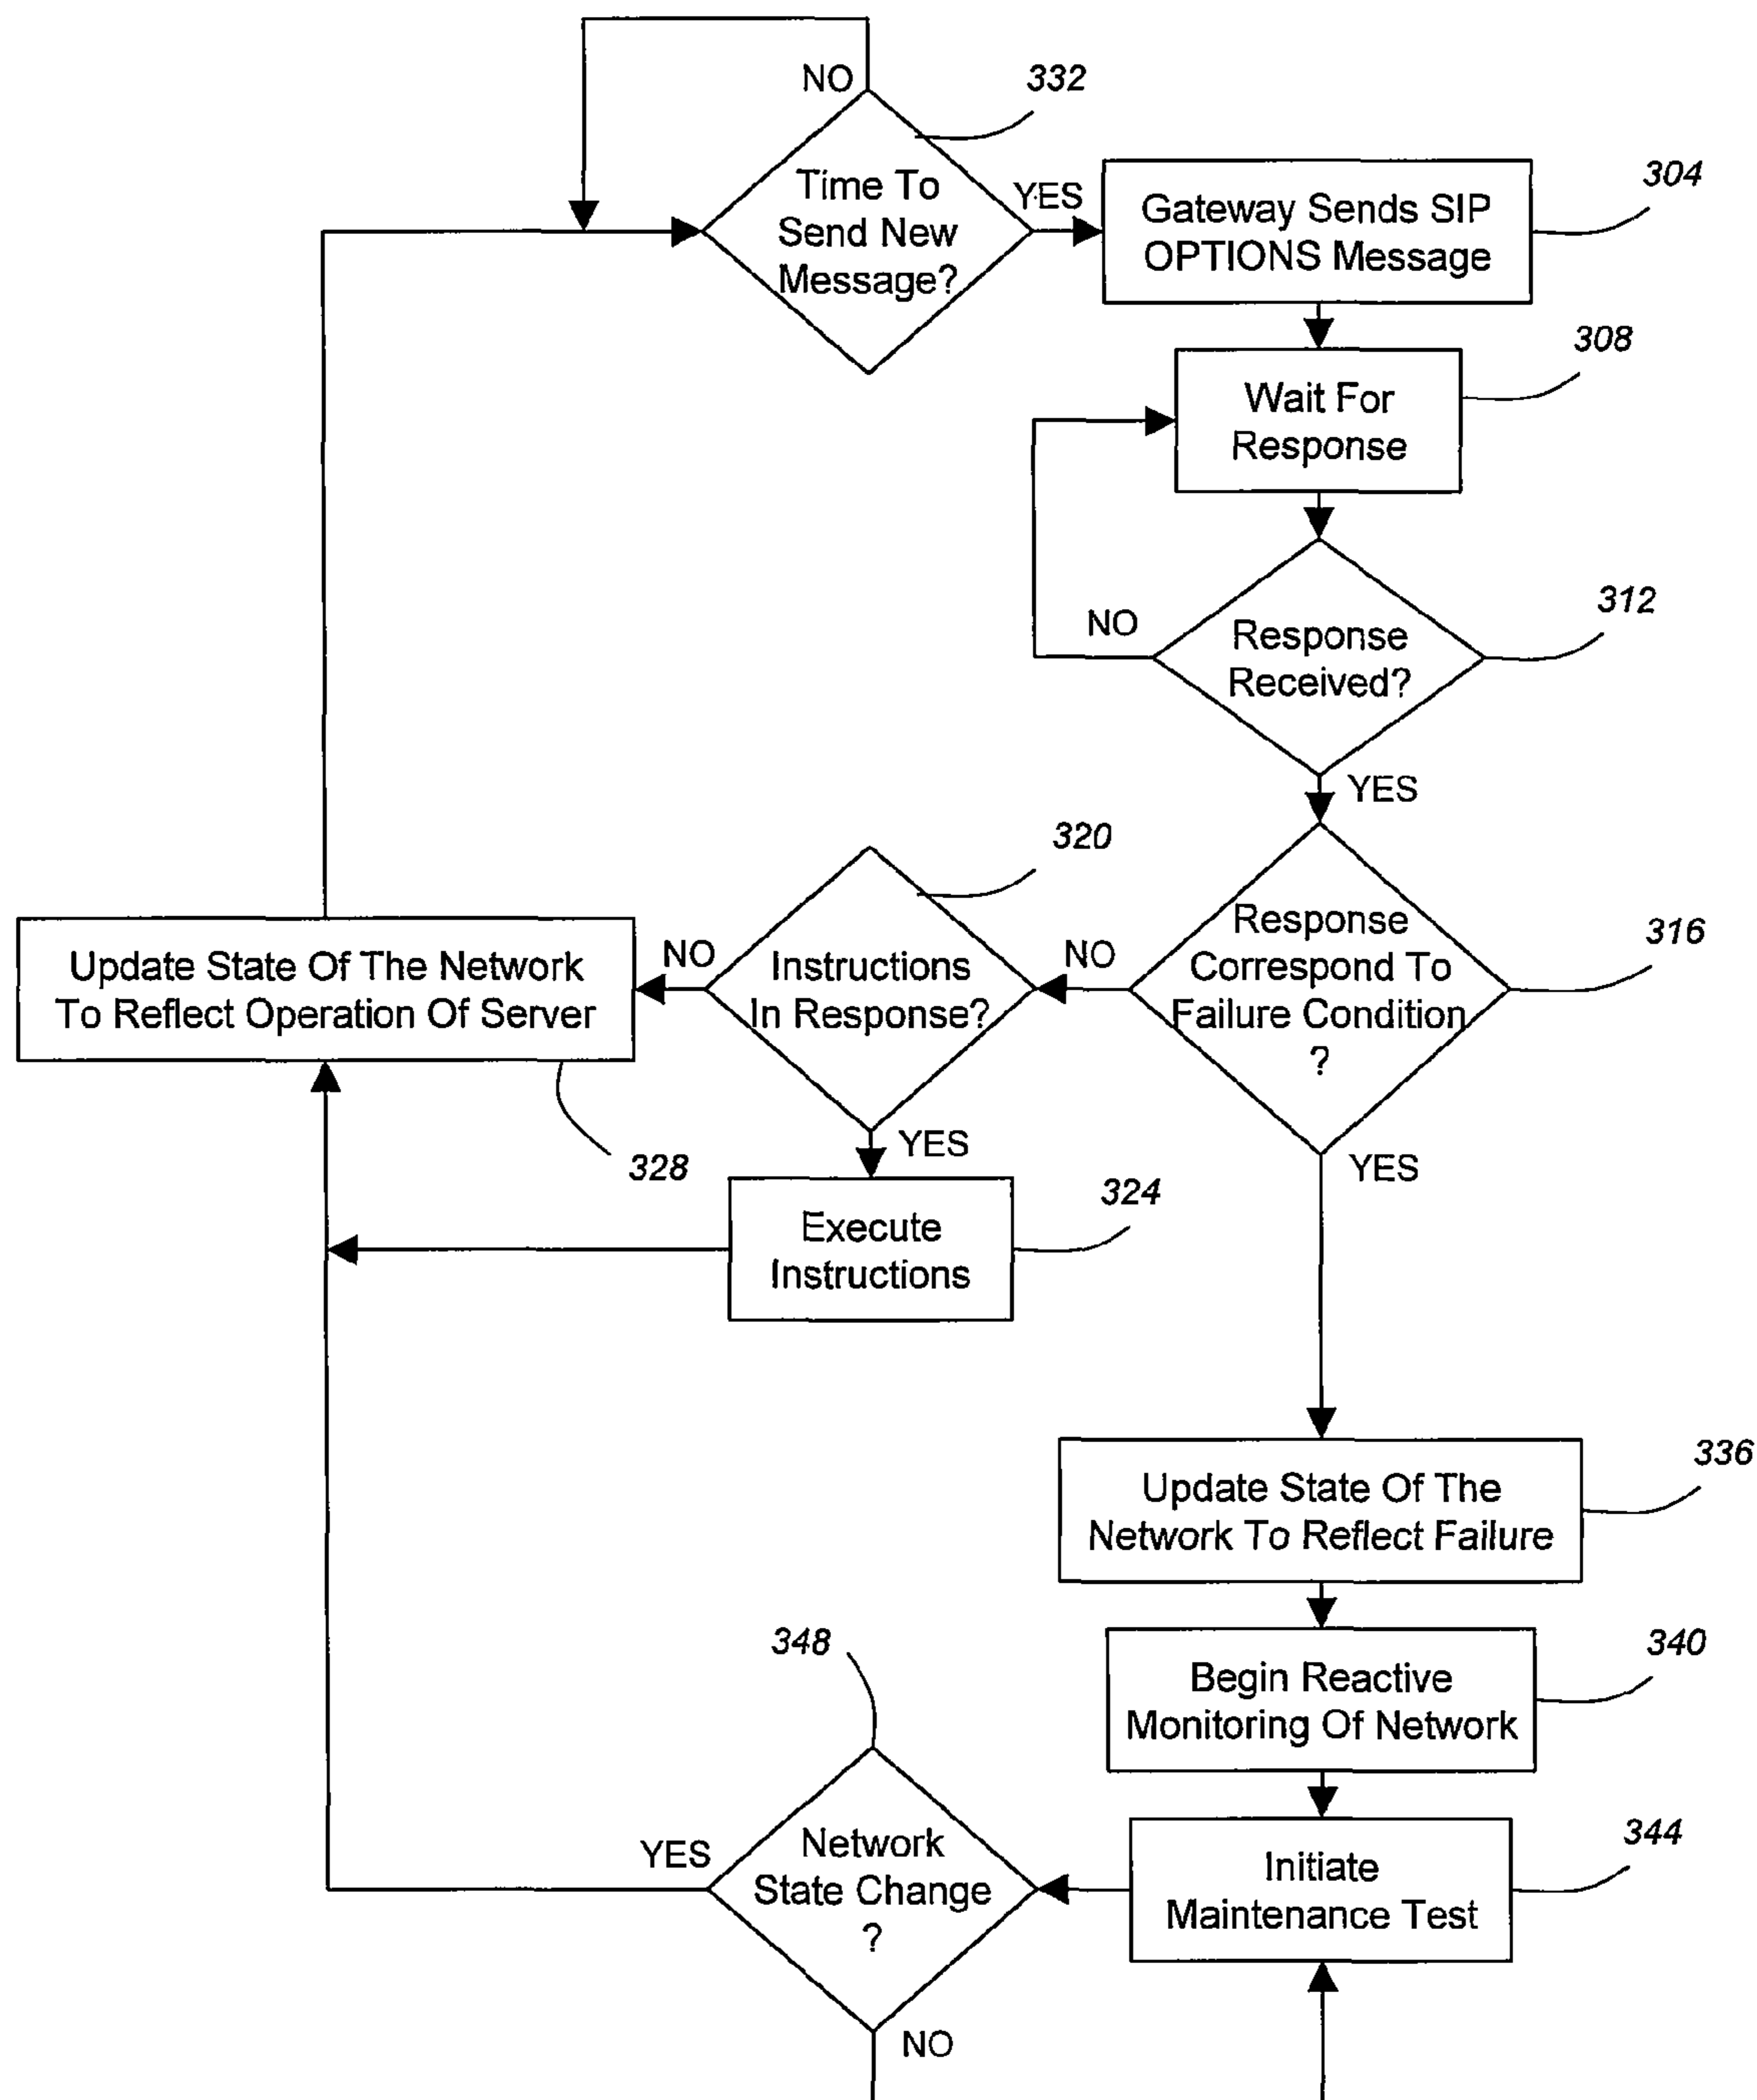 NO
332
Time To
Send New
Message?
YES
304
Gateway Sends SIP
OPTIONS Message
308
Wait For
Response
312
NO
Response
Received?
YES
320
316
Response
Correspond To
Failure Condition
?
NO
Instructions
In Response?
NO
Update State Of The Network
To Reflect Operation Of Server
328
YES
YES
324
Execute
Instructions
336
Update State Of The
Network To Reflect Failure
340
Begin Reactive
Monitoring Of Network
348
344
Initiate
Maintenance Test
YES
Network
State Change
?
NO